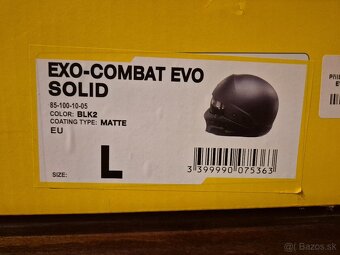 EXO-COMBAT EVO
SOLID
85-100-10-05
COLOR: BLK2
COATING TYPE: MATTE
EU
SIZE: L
3 399990 075363
Bazos.sk